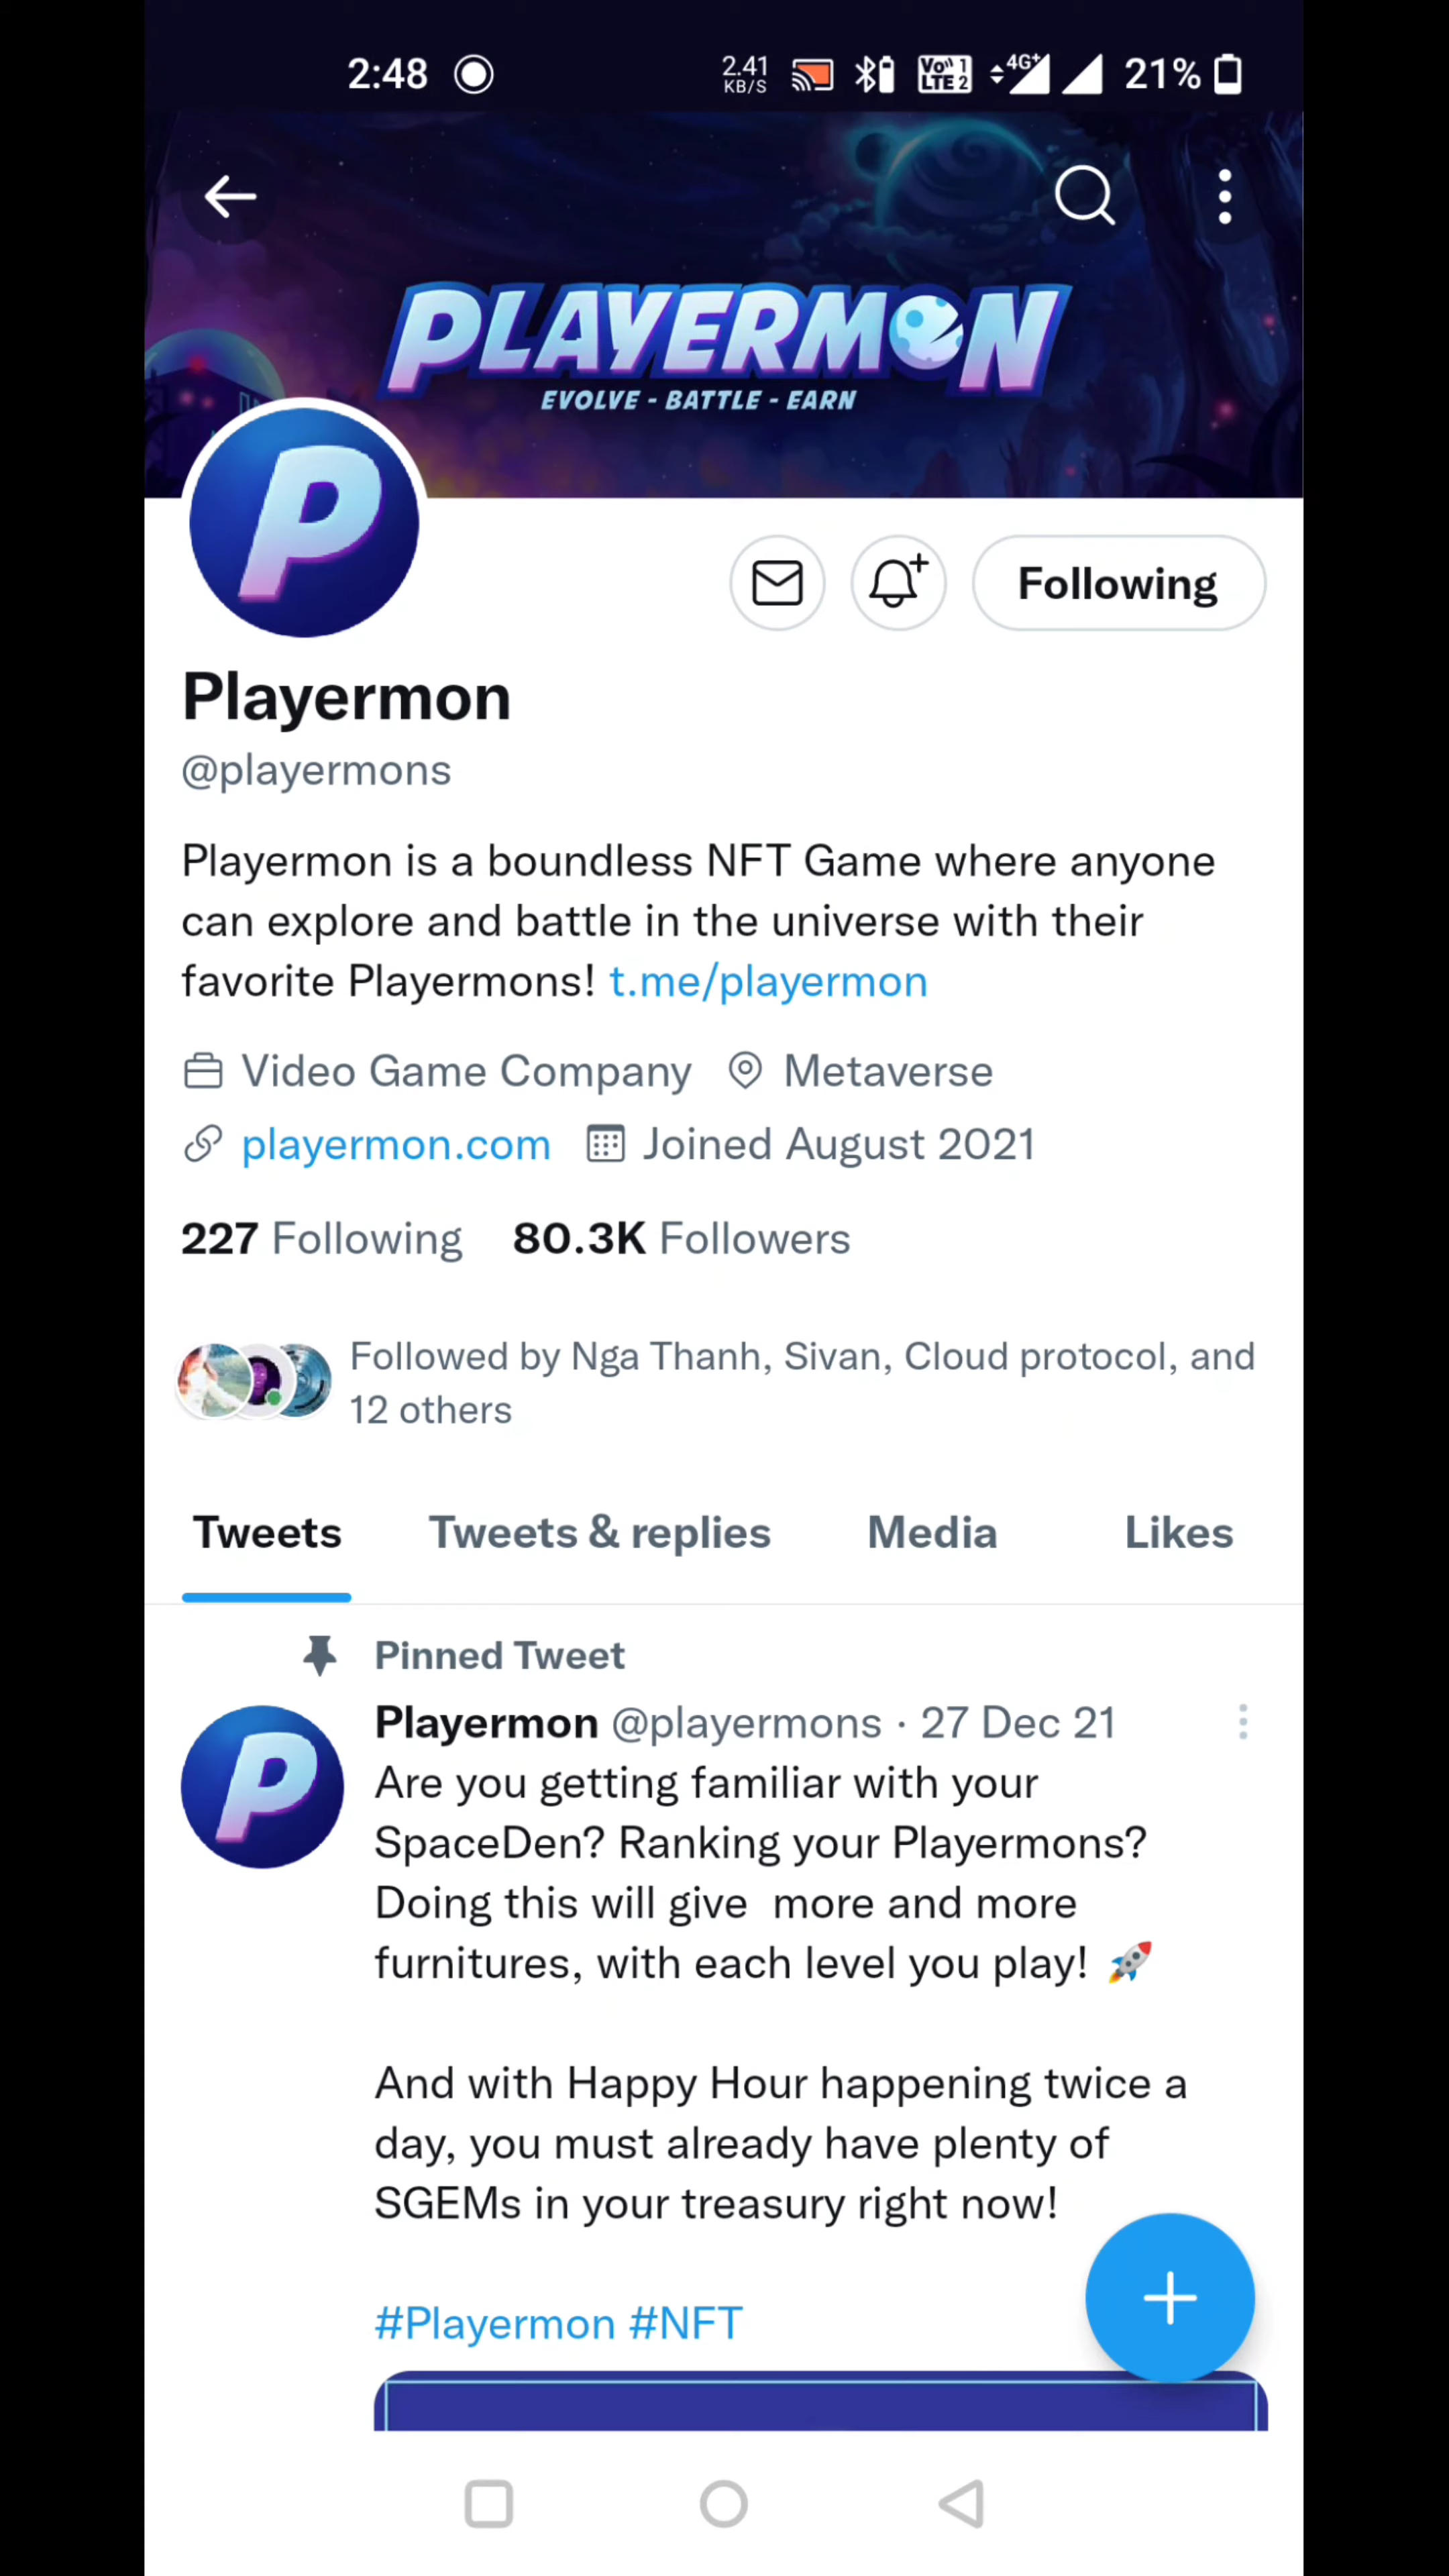 2:48 2.41 KB/S Vo)) 1 LTE 2 4G+ 21%
PLAYERMON
EVOLVE - BATTLE - EARN
P
Following
Playermon
@playermons
Playermon is a boundless NFT Game where anyone
can explore and battle in the universe with their
favorite Playermons! t.me/playermon
Video Game Company Metaverse
playermon.com Joined August 2021
227 Following 80.3K Followers
Followed by Nga Thanh, Sivan, Cloud protocol, and
12 others
Tweets Tweets & replies Media Likes
Pinned Tweet
P
Playermon @playermons · 27 Dec 21
Are you getting familiar with your
SpaceDen? Ranking your Playermons?
Doing this will give  more and more
furnitures, with each level you play! 🚀
And with Happy Hour happening twice a
day, you must already have plenty of
SGEMs in your treasury right now!
#Playermon #NFT